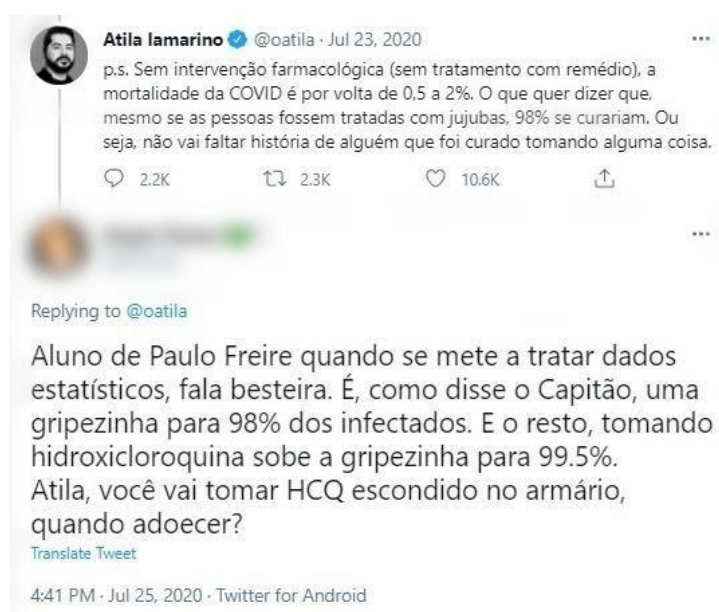 Atila Iamarino @oatila · Jul 23, 2020
p.s. Sem intervenção farmacológica (sem tratamento com remédio), a
mortalidade da COVID é por volta de 0,5 a 2%. O que quer dizer que,
mesmo se as pessoas fossem tratadas com jujubas, 98% se curariam. Ou
seja, não vai faltar história de alguém que foi curado tomando alguma coisa.
2.2K 2.3K 10.6K
Replying to @oatila
Aluno de Paulo Freire quando se mete a tratar dados
estatísticos, fala besteira. É, como disse o Capitão, uma
gripezinha para 98% dos infectados. E o resto, tomando
hidroxicloroquina sobe a gripezinha para 99.5%.
Atila, você vai tomar HCQ escondido no armário,
quando adoecer?
Translate Tweet
4:41 PM · Jul 25, 2020 · Twitter for Android